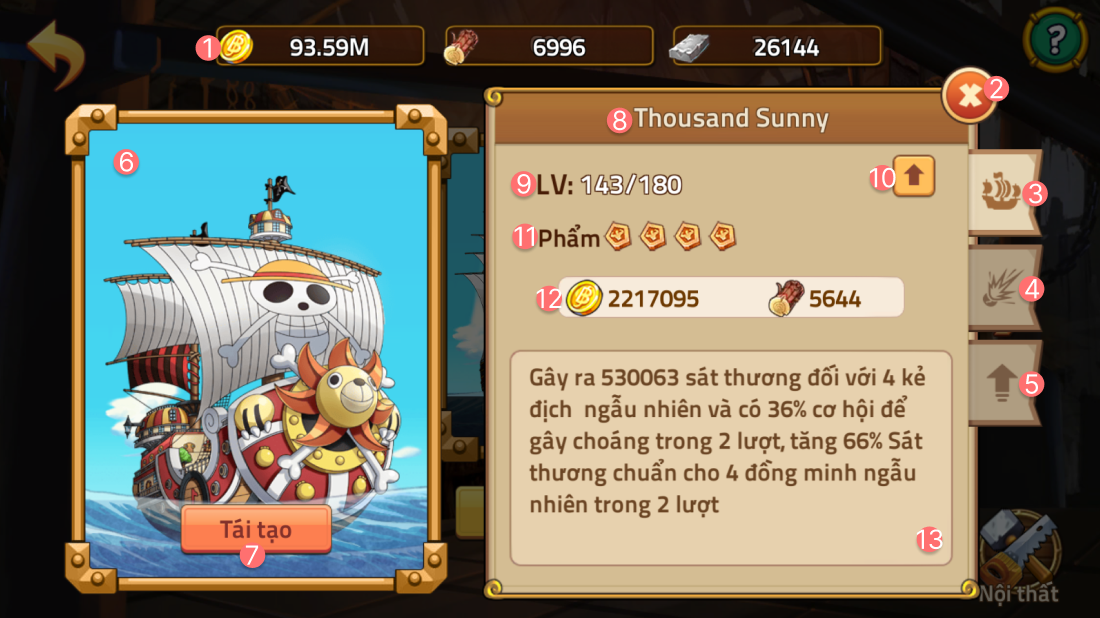 1 93.59M 6996 26144
?
2
8 Thousand Sunny
6
9 LV: 143/180
10
3
11 Phẩm
4
12 2217095 5644
5
Gây ra 530063 sát thương đối với 4 kẻ
địch ngẫu nhiên và có 36% cơ hội để
gây choáng trong 2 lượt, tăng 66% Sát
thương chuẩn cho 4 đồng minh ngẫu
nhiên trong 2 lượt
13
Tái tạo
7
Nội thất